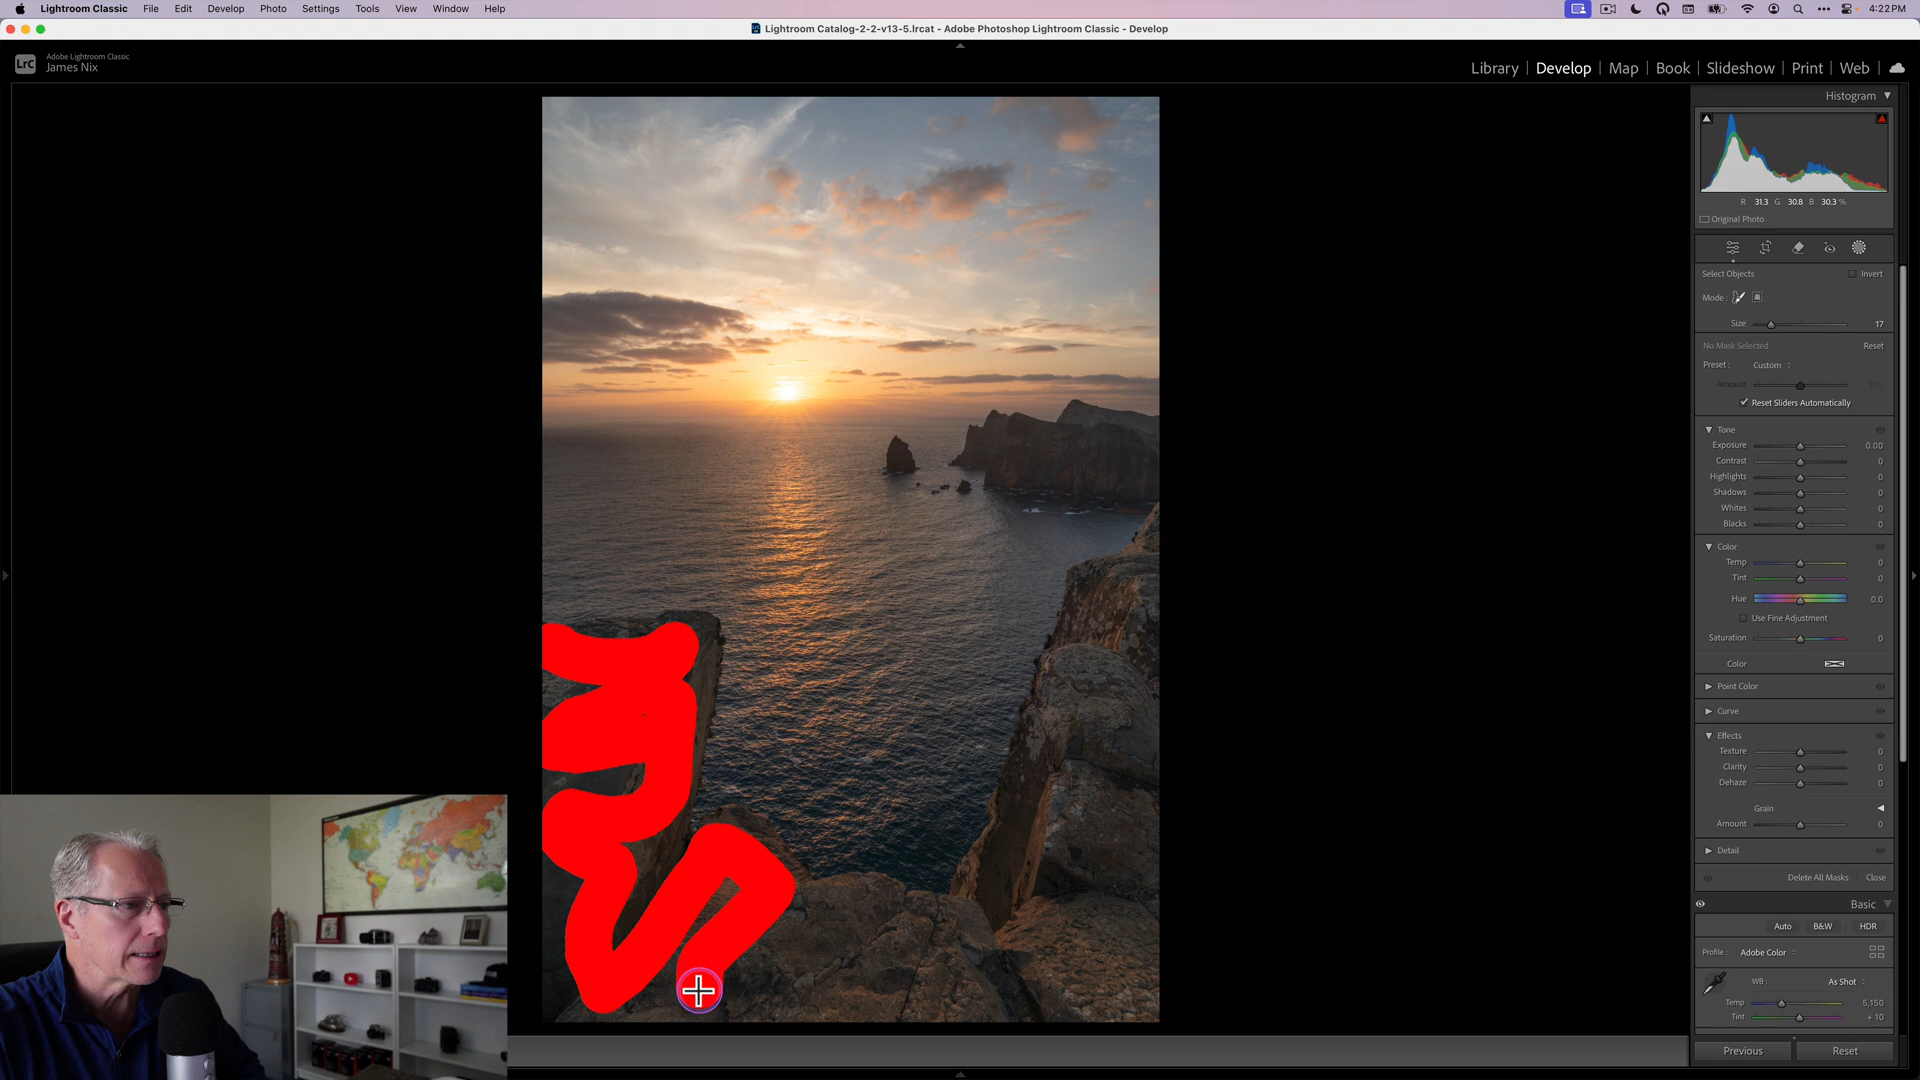 Lightroom Classic File Edit Develop Photo Settings Tools View Window Help 4:22 PM
Lightroom Catalog-2-2-v13-5.lrcat - Adobe Photoshop Lightroom Classic - Develop
LrC
Adobe Lightroom Classic
James Nix
Library | Develop | Map | Book | Slideshow | Print | Web |
Histogram
R 31.3 G 30.8 B 30.3 %
Original Photo
Select Objects Invert
Mode :
Size 17
No Mask Selected Reset
Preset : Custom
Amount 100
Reset Sliders Automatically
Tone
Exposure 0.00
Contrast 0
Highlights 0
Shadows 0
Whites 0
Blacks 0
Color
Temp 0
Tint 0
Hue 0.0
Use Fine Adjustment
Saturation 0
Color
Point Color
Curve
Effects
Texture 0
Clarity 0
Dehaze 0
Grain
Amount 0
Detail
Delete All Masks Close
Basic
Auto B&W HDR
Profile : Adobe Color
WB : As Shot
Temp 5,150
Tint + 10
Previous Reset